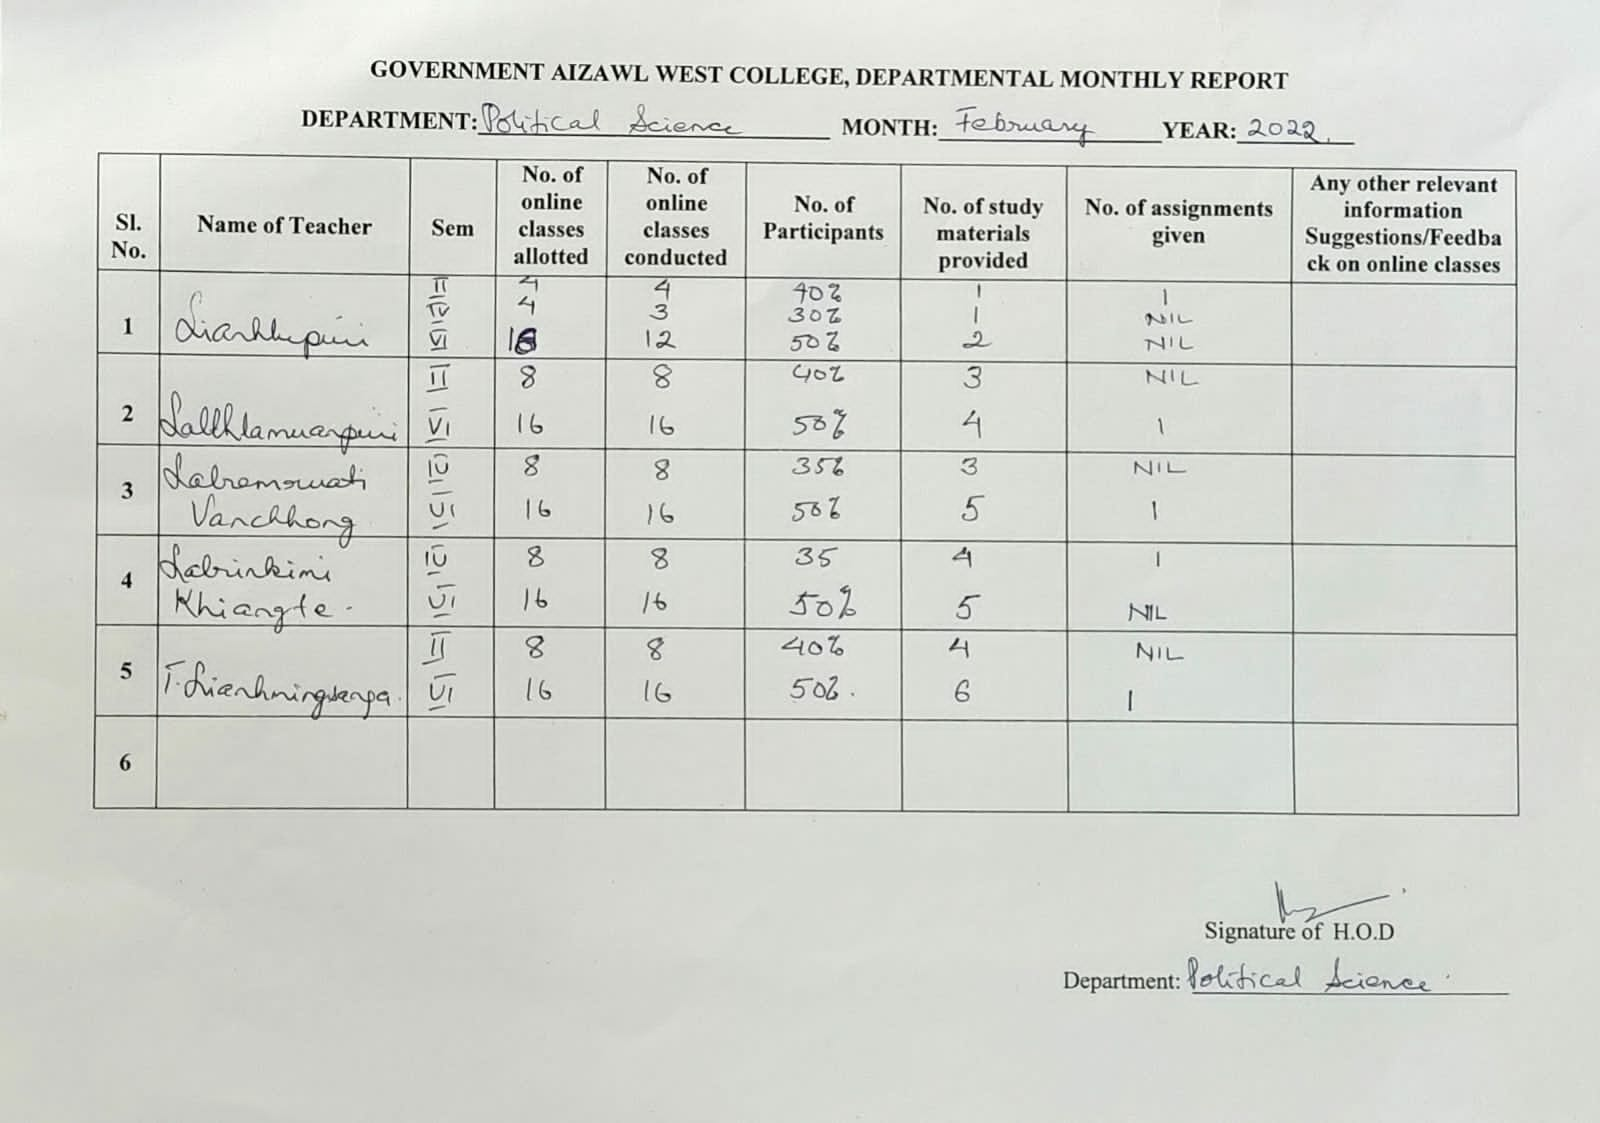 GOVERNMENT AIZAWL WEST COLLEGE, DEPARTMENTAL MONTHLY REPORT
DEPARTMENT: Political Science MONTH: February YEAR: 2022.
Sl. No. Name of Teacher Sem No. of online classes allotted No. of online classes conducted No. of Participants No. of study materials provided No. of assignments given Any other relevant information Suggestions/Feedba ck on online classes
II 4 4 40% 1 1
IV 4 3 30% 1 NIL
1 VI 12 50% 2 NIL
II 8 8 40% 3 NIL
2 VI 16 16 50% 4 1
IV 8 8 35% 3 NIL
3 Vanchhong VI 16 16 50% 5 1
IV 8 8 35 4 1
4 Khiangte. VI 16 16 50% 5 NIL
II 8 8 40% 4 NIL
5 VI 16 16 50%. 6 1
6
Signature of H.O.D
Department: Political Science.